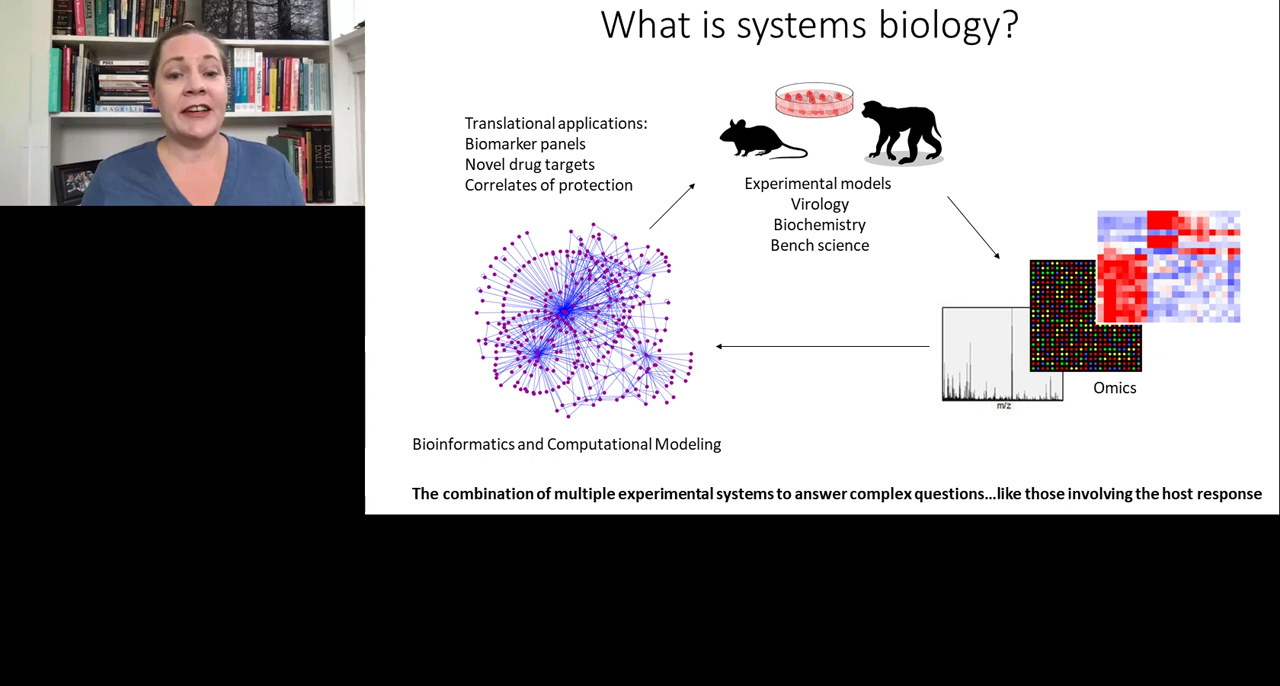 What is systems biology?
Translational applications:
Biomarker panels
Novel drug targets
Correlates of protection
Experimental models
Virology
Biochemistry
Bench science
m/z
Omics
Bioinformatics and Computational Modeling
The combination of multiple experimental systems to answer complex questions...like those involving the host response
MAGRITTE
DALÍ